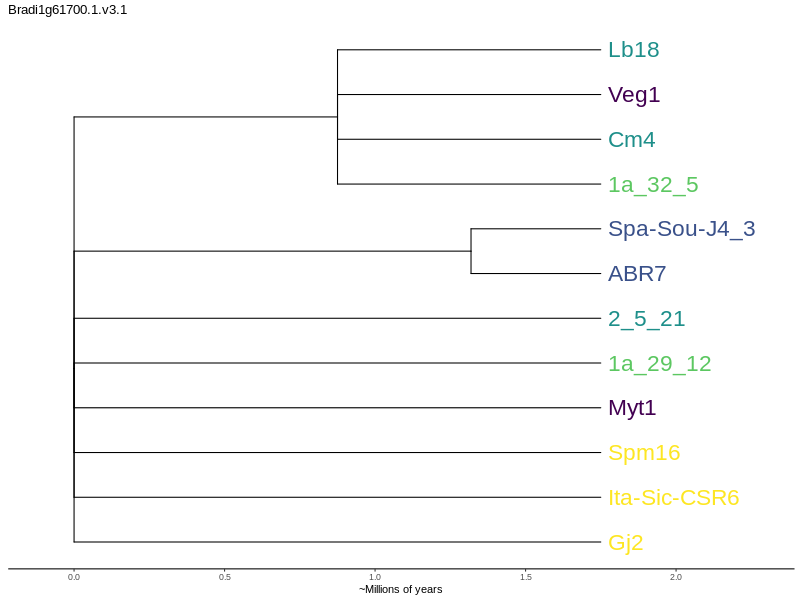 Bradi1g61700.1.v3.1
Lb18
Veg1
Cm4
1a_32_5
Spa-Sou-J4_3
ABR7
2_5_21
1a_29_12
Myt1
Spm16
Ita-Sic-CSR6
Gj2
0.0 0.5 1.0 1.5 2.0
~Millions of years